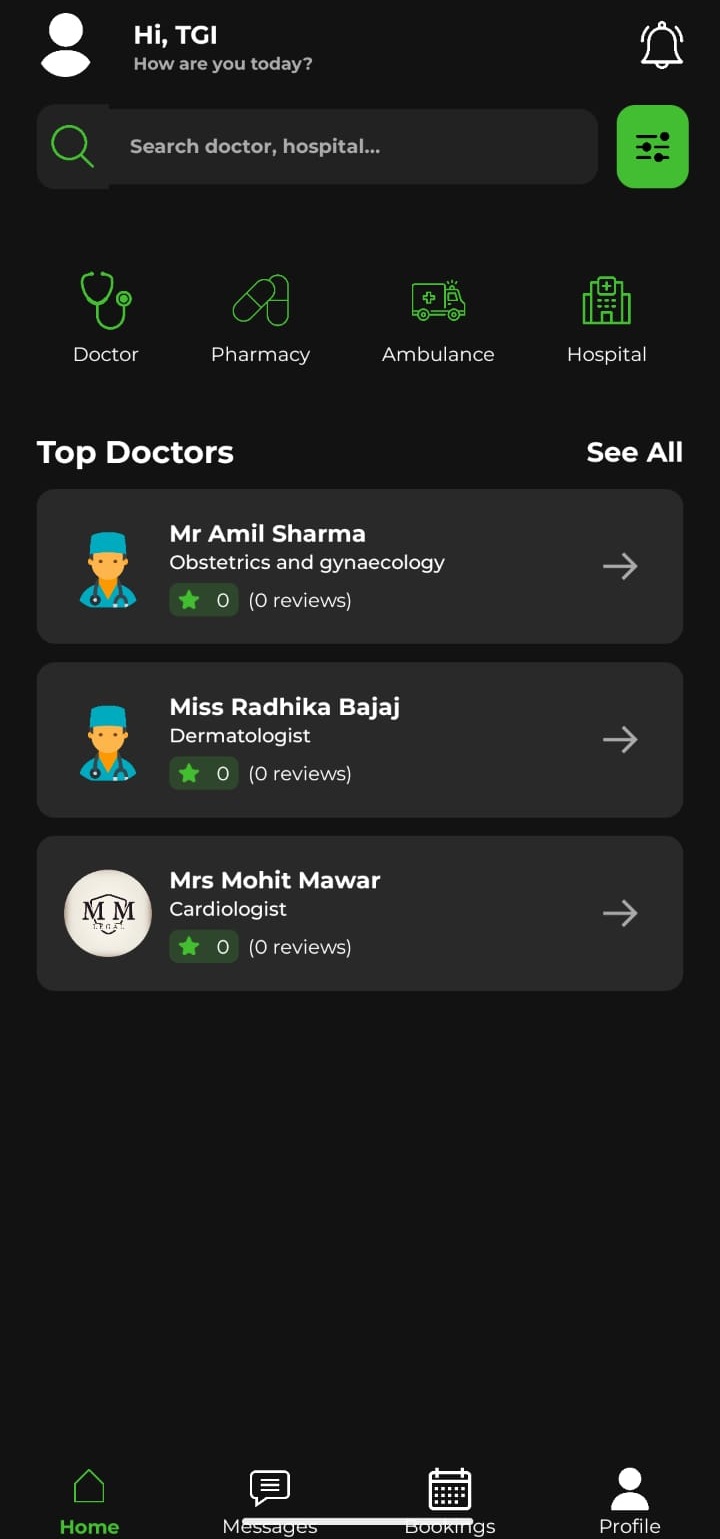 Hi, TGI
How are you today?
Search doctor, hospital...
Doctor Pharmacy Ambulance Hospital
Top Doctors See All
Mr Amil Sharma
Obstetrics and gynaecology
0 (0 reviews)
Miss Radhika Bajaj
Dermatologist
0 (0 reviews)
M M
LEGAL
Mrs Mohit Mawar
Cardiologist
0 (0 reviews)
Home Messages Bookings Profile